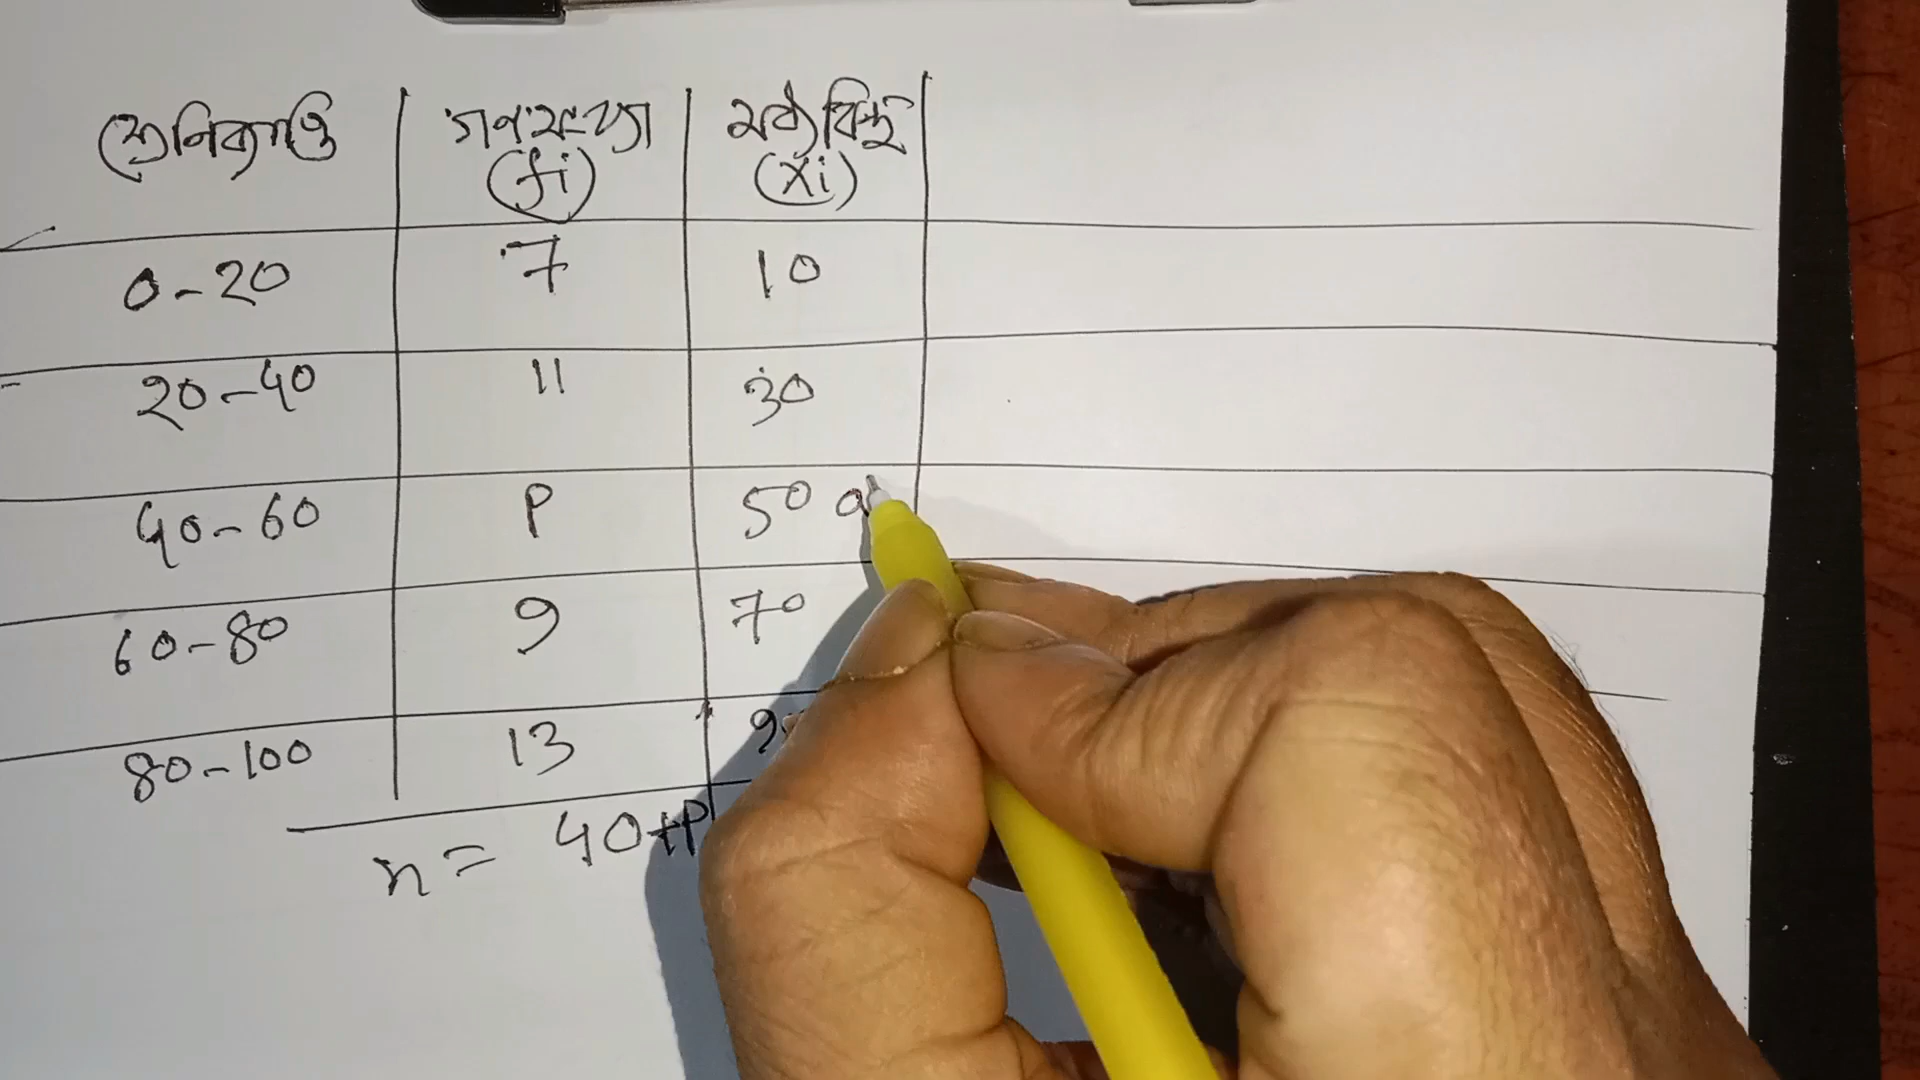 শ্রেণিব্যাপ্তি গণসংখ্যা মধ্যবিন্দু
(fi) (xi)
0-20 7 10
20-40 11 30
40-60 P 50 a
60-80 9 70
80-100 13
n = 40+P